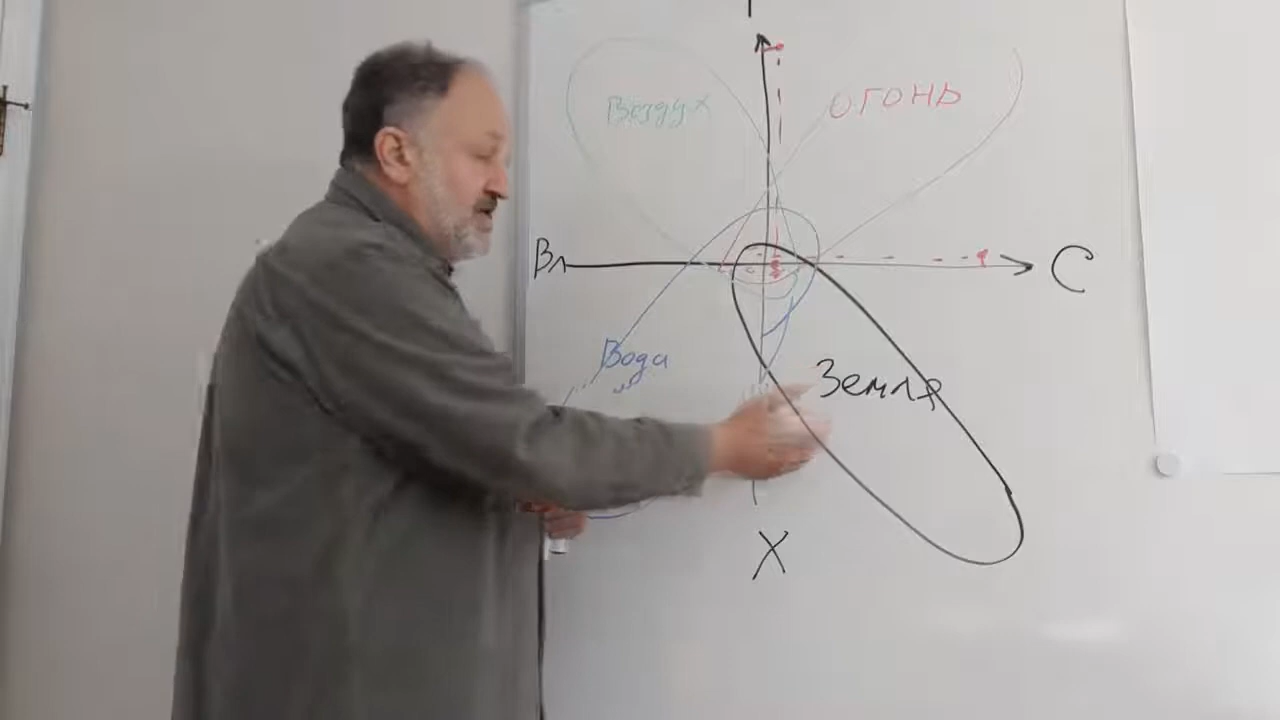 Воздух
огонь
Вл
С
Вода
Земля
Х